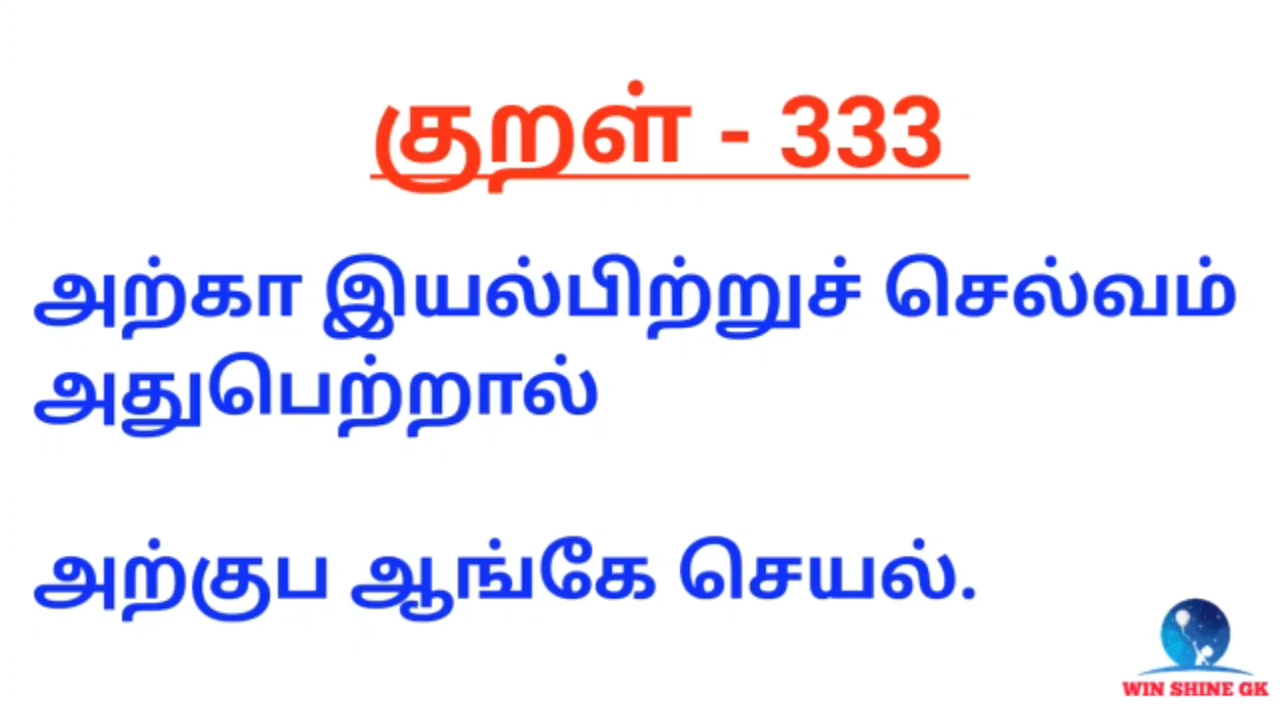 குறள் - 333
அற்கா இயல்பிற்றுச் செல்வம்
அதுபெற்றால்
அற்குப ஆங்கே செயல்.
WIN SHINE GK